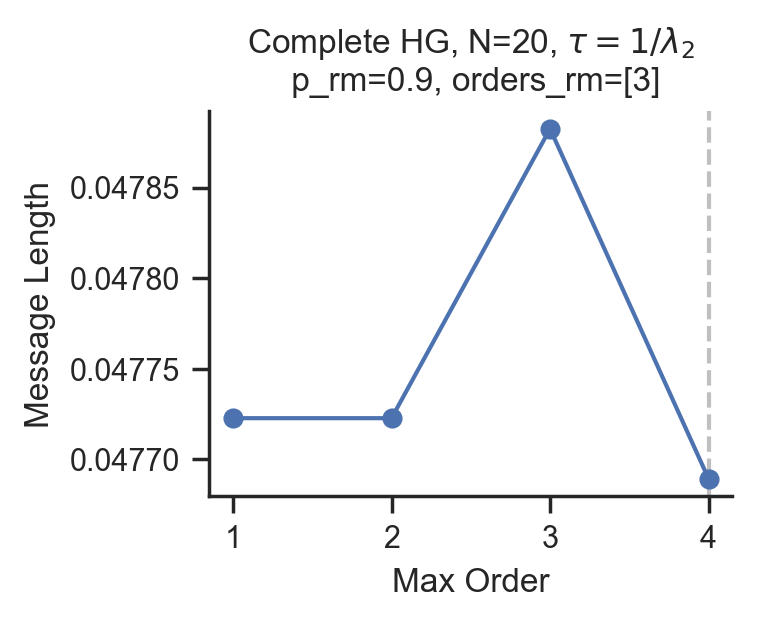 Complete HG, N=20, τ = 1/λ₂
p_rm=0.9, orders_rm=[3]
Message Length
0.04785
0.04780
0.04775
0.04770
1 2 3 4
Max Order